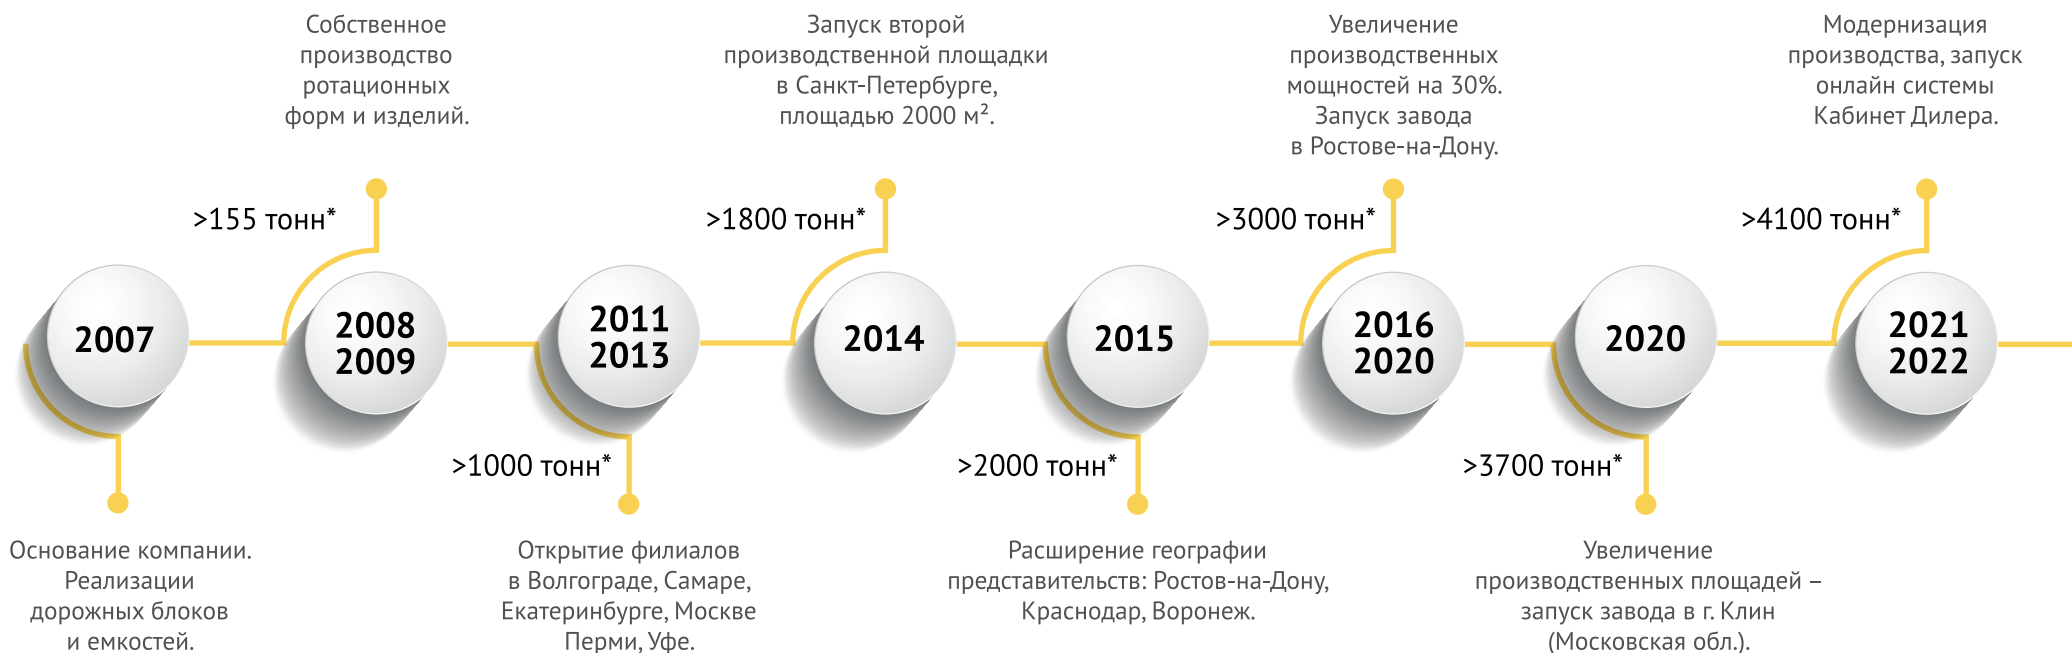 Собственное
производство
ротационных
форм и изделий.
Запуск второй
производственной площадки
в Санкт-Петербурге,
площадью 2000 м².
Увеличение
производственных
мощностей на 30%.
Запуск завода
в Ростове-на-Дону.
Модернизация
производства, запуск
онлайн системы
Кабинет Дилера.
>155 тонн*
>1800 тонн*
>3000 тонн*
>4100 тонн*
2007
2008
2009
2011
2013
2014
2015
2016
2020
2020
2021
2022
>1000 тонн*
>2000 тонн*
>3700 тонн*
Основание компании.
Реализации
дорожных блоков
и емкостей.
Открытие филиалов
в Волгограде, Самаре,
Екатеринбурге, Москве
Перми, Уфе.
Расширение географии
представительств: Ростов-на-Дону,
Краснодар, Воронеж.
Увеличение
производственных площадей –
запуск завода в г. Клин
(Московская обл.).